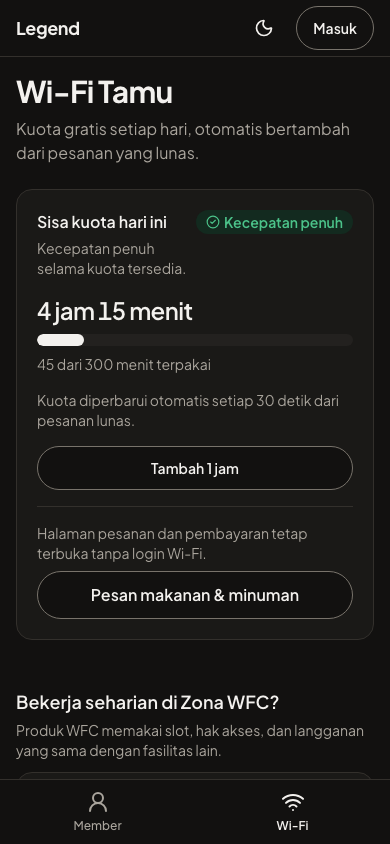 Legend
Masuk
Wi-Fi Tamu
Kuota gratis setiap hari, otomatis bertambah
dari pesanan yang lunas.
Sisa kuota hari ini
Kecepatan penuh
Kecepatan penuh
selama kuota tersedia.
4 jam 15 menit
45 dari 300 menit terpakai
Kuota diperbarui otomatis setiap 30 detik dari
pesanan lunas.
Tambah 1 jam
Halaman pesanan dan pembayaran tetap
terbuka tanpa login Wi-Fi.
Pesan makanan & minuman
Bekerja seharian di Zona WFC?
Produk WFC memakai slot, hak akses, dan langganan
yang sama dengan fasilitas lain.
Member
Wi-Fi